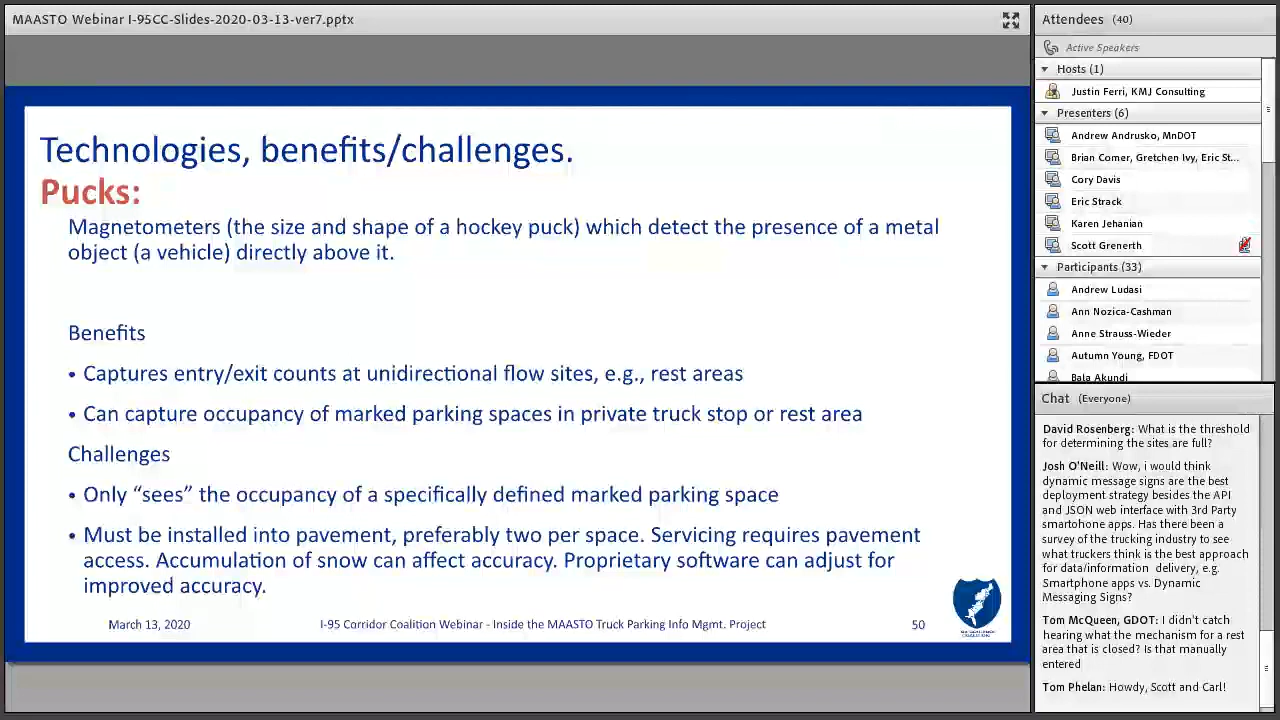 MAASTO Webinar I-95CC-Slides-2020-03-13-ver7.pptx
Technologies, benefits/challenges.
Pucks:
Magnetometers (the size and shape of a hockey puck) which detect the presence of a metal
object (a vehicle) directly above it.
Benefits
• Captures entry/exit counts at unidirectional flow sites, e.g., rest areas
• Can capture occupancy of marked parking spaces in private truck stop or rest area
Challenges
• Only “sees” the occupancy of a specifically defined marked parking space
• Must be installed into pavement, preferably two per space. Servicing requires pavement
access. Accumulation of snow can affect accuracy. Proprietary software can adjust for
improved accuracy.
March 13, 2020
I-95 Corridor Coalition Webinar - Inside the MAASTO Truck Parking Info Mgmt. Project
50
Attendees (40)
Active Speakers
Hosts (1)
Justin Ferri, KMJ Consulting
Presenters (6)
Andrew Andrusko, MnDOT
Brian Comer, Gretchen Ivy, Eric St...
Cory Davis
Eric Strack
Karen Jehanian
Scott Grenerth
Participants (33)
Andrew Ludasi
Ann Nozica-Cashman
Anne Strauss-Wieder
Autumn Young, FDOT
Bala Akundi
Chat (Everyone)
David Rosenberg: What is the threshold
for determining the sites are full?
Josh O'Neill: Wow, i would think
dynamic message signs are the best
deployment strategy besides the API
and JSON web interface with 3rd Party
smartohone apps. Has there been a
survey of the trucking industry to see
what truckers think is the best approach
for data/information delivery, e.g.
Smartphone apps vs. Dynamic
Messaging Signs?
Tom McQueen, GDOT: I didn't catch
hearing what the mechanism for a rest
area that is closed? Is that manually
entered
Tom Phelan: Howdy, Scott and Carl!